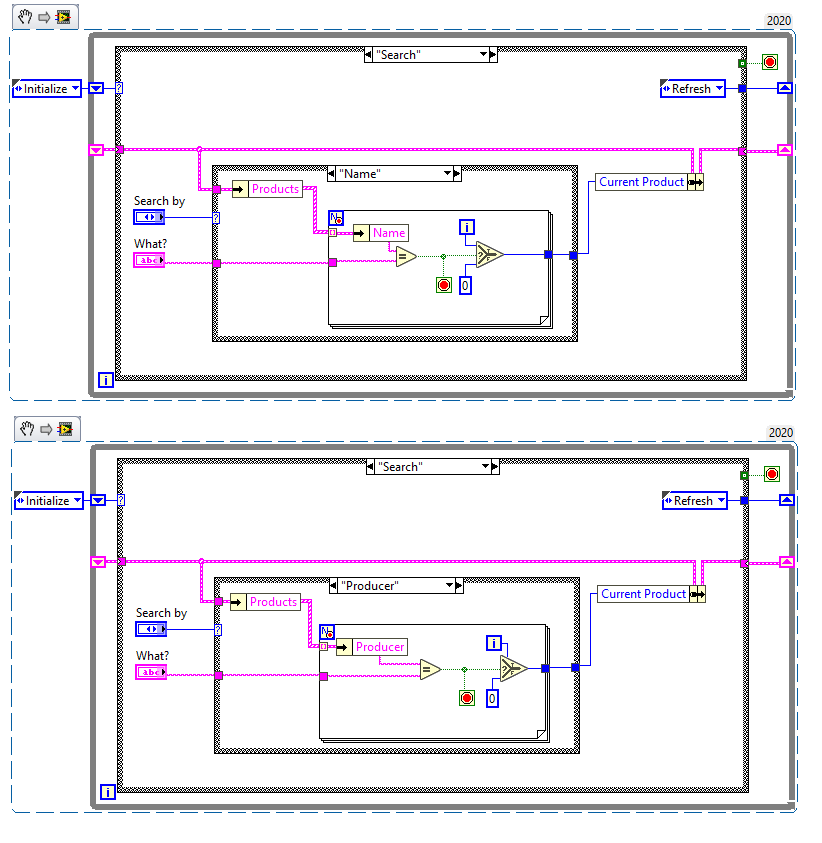 2020
"Search"
Initialize
Refresh
?
"Name"
Products
Current Product
Search by
?
N
Name
i
What?
abc
=
?
T
F
0
i
2020
"Search"
Initialize
Refresh
?
"Producer"
Products
Current Product
Search by
?
N
Producer
i
What?
abc
=
?
T
F
0
i